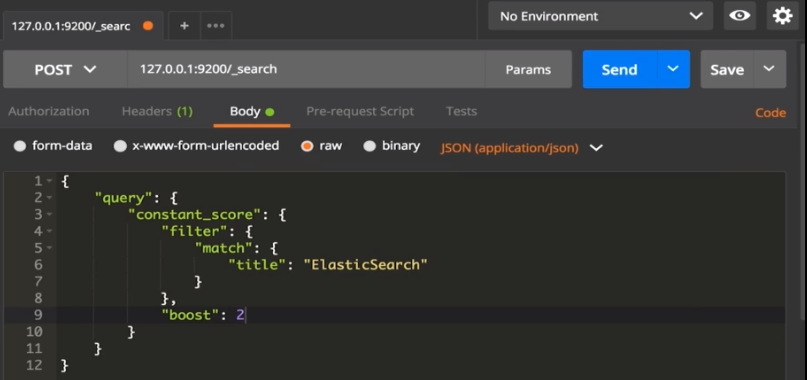 127.0.0.1:9200/_searc
+
•••
No Environment
POST
127.0.0.1:9200/_search
Params
Send
Save
Authorization
Headers (1)
Body
Pre-request Script
Tests
Code
form-data
x-www-form-urlencoded
raw
binary
JSON (application/json)
1 {
2 "query": {
3 "constant_score": {
4 "filter": {
5 "match": {
6 "title": "ElasticSearch"
7 }
8 },
9 "boost": 2
10 }
11 }
12 }